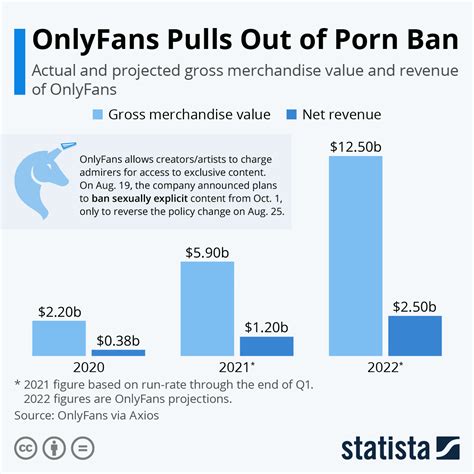 OnlyFans Pulls Out of Porn Ban
Actual and projected gross merchandise value and revenue
of OnlyFans
Gross merchandise value Net revenue
OnlyFans allows creators/artists to charge
admirers for access to exclusive content.
On Aug. 19, the company announced plans
to ban sexually explicit content from Oct. 1,
only to reverse the policy change on Aug. 25.
$12.50b
$5.90b
$2.20b
$0.38b
$1.20b
$2.50b
2020 2021* 2022*
* 2021 figure based on run-rate through the end of Q1.
2022 figures are OnlyFans projections.
Source: OnlyFans via Axios
cc
statista